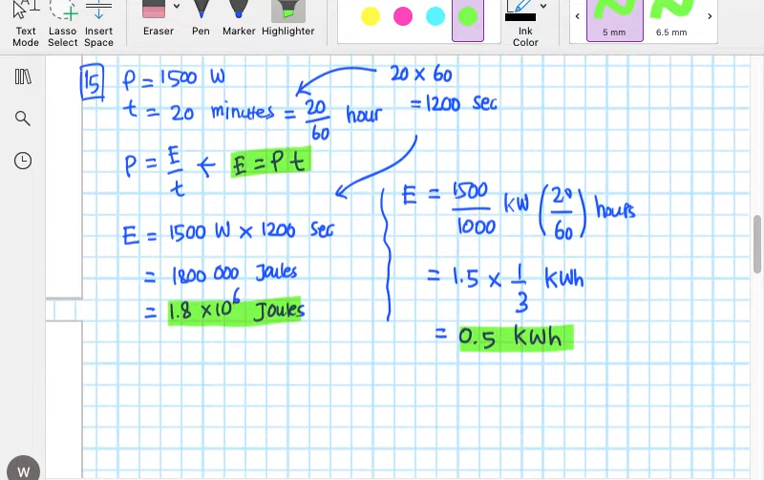 Text Mode
Lasso Select
Insert Space
Eraser
Pen
Marker
Highlighter
Ink Color
5 mm
6.5 mm
15 P = 1500 W
20 × 60
t = 20 minutes = 20/60 hour
= 1200 sec
P = E/t ← E = P t
E = 1500 W × 1200 sec
= 1800 000 Joules
= 1.8 × 10⁶ Joules
E = 1500/1000 kW (20/60) hours
= 1.5 × 1/3 kWh
= 0.5 kWh
W